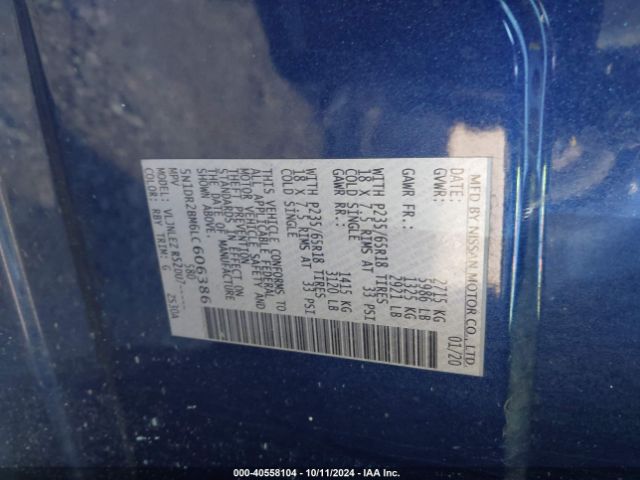 MFD BY NISSAN MOTOR CO., LTD. 01/20
GVWR: 2715 KG
5986 LB
GAWR FR.: 1325 KG
2921 LB
WITH P235/65R18 TIRES
18 X 7.5 RIMS AT 33 PSI
COLD SINGLE
GAWR RR.: 1415 KG
3120 LB
WITH P235/65R18 TIRES
18 X 7.5 RIMS AT 33 PSI
COLD SINGLE
THIS VEHICLE CONFORMS TO
ALL APPLICABLE FEDERAL
MOTOR VEHICLE SAFETY AND
THEFT PREVENTION
STANDARDS IN EFFECT ON
THE DATE OF MANUFACTURE
SHOWN ABOVE.
5N1DR2BM6LC606386
MPV 580
MODEL: VLJNLEZ R52DU7-----
COLOR: RBY TRIM: G 2530A
000-40558104 - 10/11/2024 - IAA Inc.